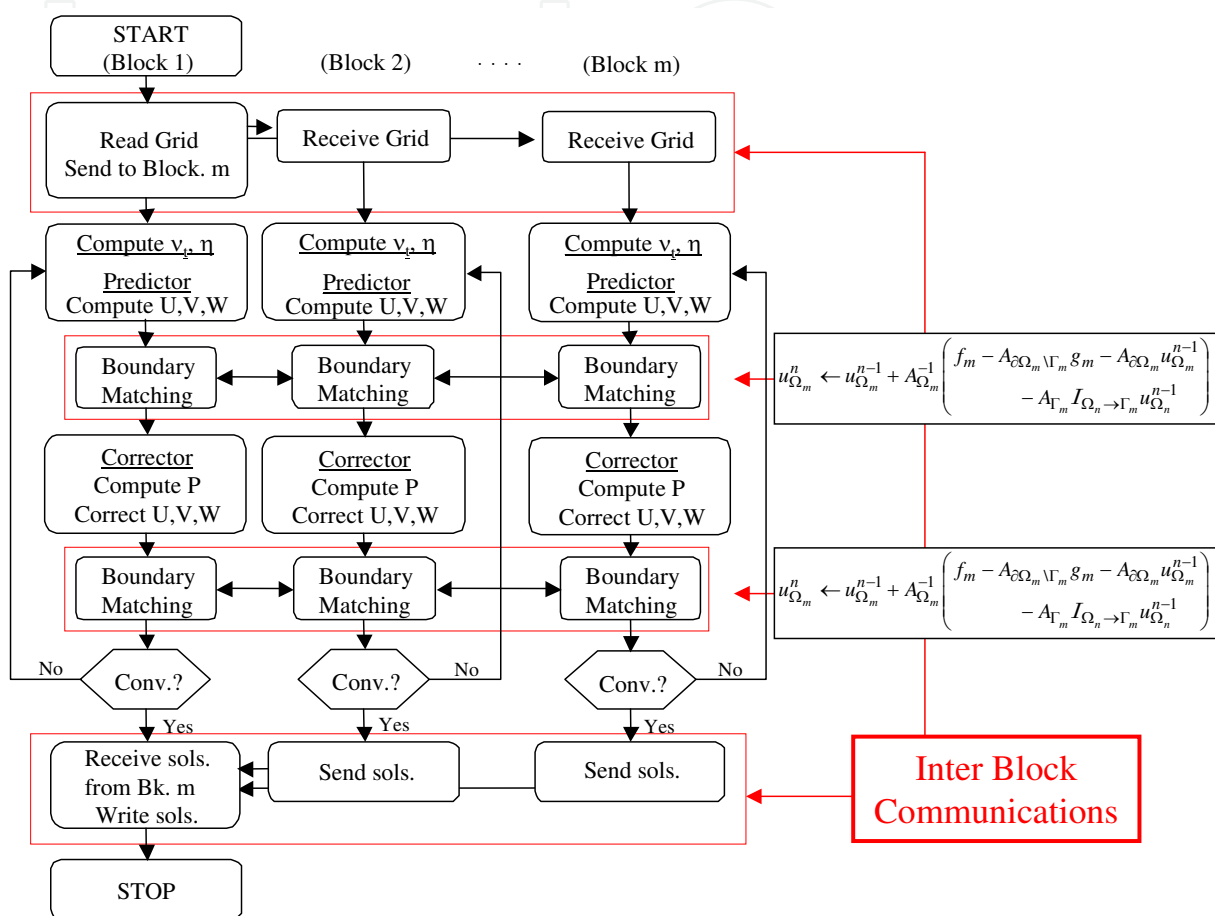 START
(Block 1)
(Block 2)
· · · ·
(Block m)
Read Grid
Send to Block. m
Receive Grid
Receive Grid
Compute νt, η
Predictor
Compute U,V,W
Compute νt, η
Predictor
Compute U,V,W
Compute νt, η
Predictor
Compute U,V,W
Boundary
Matching
Boundary
Matching
Boundary
Matching
u^n_{Ω_m} ← u^{n−1}_{Ω_m} + A^{−1}_{Ω_m} ( f_m − A_{∂Ω_m\Γ_m} g_m − A_{∂Ω_m} u^{n−1}_{Ω_m}
− A_{Γ_m} I_{Ω_n→Γ_m} u^{n−1}_{Ω_n} )
Corrector
Compute P
Correct U,V,W
Corrector
Compute P
Correct U,V,W
Corrector
Compute P
Correct U,V,W
Boundary
Matching
Boundary
Matching
Boundary
Matching
u^n_{Ω_m} ← u^{n−1}_{Ω_m} + A^{−1}_{Ω_m} ( f_m − A_{∂Ω_m\Γ_m} g_m − A_{∂Ω_m} u^{n−1}_{Ω_m}
− A_{Γ_m} I_{Ω_n→Γ_m} u^{n−1}_{Ω_n} )
No
Conv.?
Conv.?
No
Conv.?
No
Yes
Yes
Yes
Receive sols.
from Bk. m
Write sols.
Send sols.
Send sols.
Inter Block
Communications
STOP